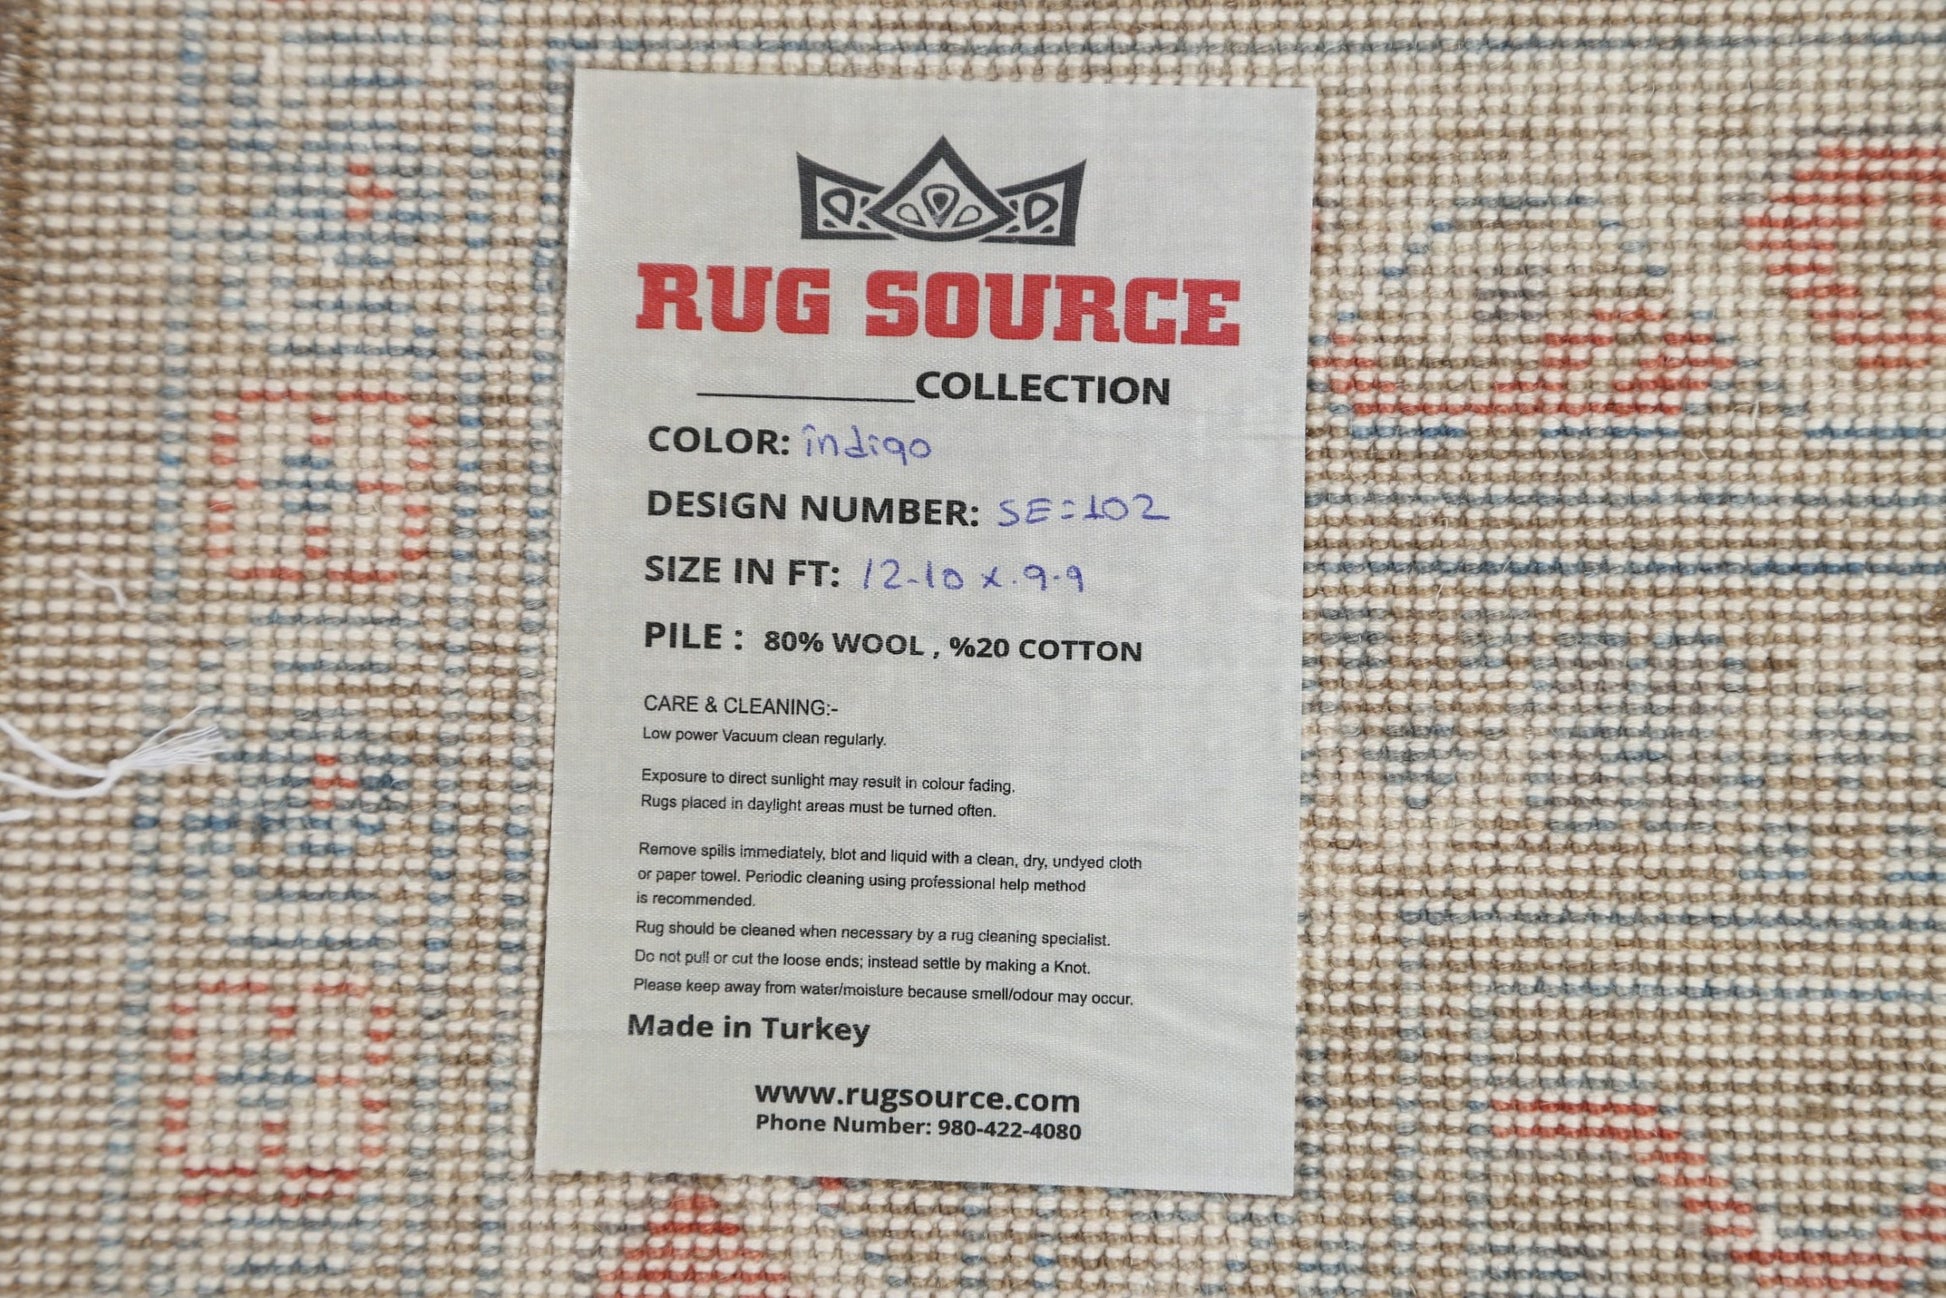 RUG SOURCE
__________COLLECTION
COLOR: indigo
DESIGN NUMBER: SE=102
SIZE IN FT: 12-10 x.9-9
PILE : 80% WOOL , %20 COTTON
CARE & CLEANING:-
Low power Vacuum clean regularly.
Exposure to direct sunlight may result in colour fading.
Rugs placed in daylight areas must be turned often.
Remove spills immediately, blot and liquid with a clean, dry, undyed cloth
or paper towel. Periodic cleaning using professional help method
is recommended.
Rug should be cleaned when necessary by a rug cleaning specialist.
Do not pull or cut the loose ends; instead settle by making a Knot.
Please keep away from water/moisture because smell/odour may occur.
Made in Turkey
www.rugsource.com
Phone Number: 980-422-4080